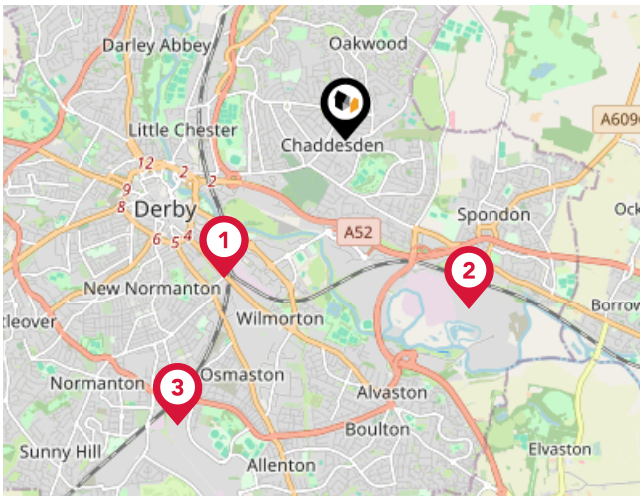 Darley Abbey
Oakwood
A609
Little Chester
Chaddesden
12
2
9
2
8
Derby
Spondon
Ock
6
5
4
1
A52
2
New Normanton
Borrow
tleover
Wilmorton
Normanton
3
Osmaston
Alvaston
Boulton
Sunny Hill
Allenton
Elvaston